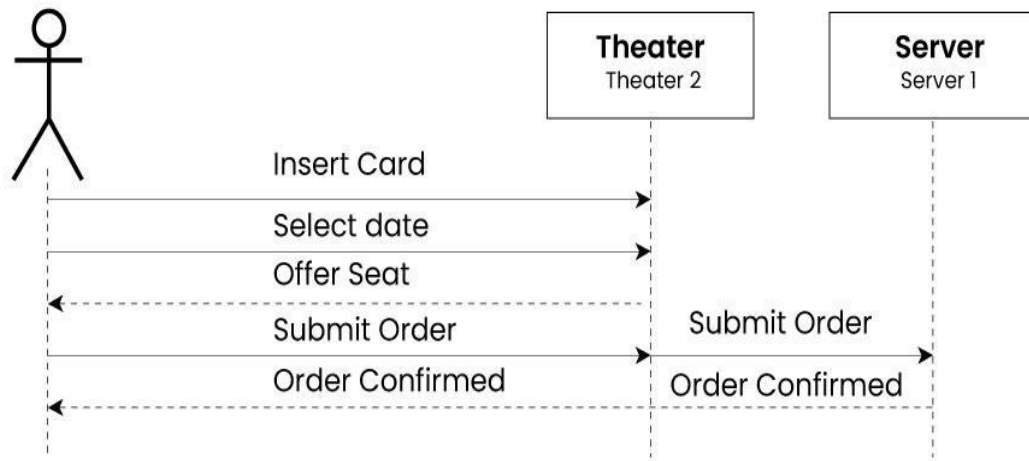 Theater
Theater 2
Server
Server 1
Insert Card
Select date
Offer Seat
Submit Order
Submit Order
Order Confirmed
Order Confirmed